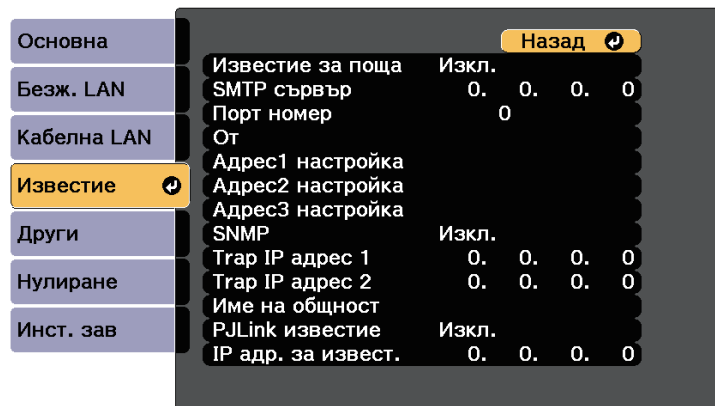 Основна
Безж. LAN
Кабелна LAN
Известие
Други
Нулиране
Инст. зав
Назад
Известие за поща Изкл.
SMTP сървър 0. 0. 0. 0
Порт номер 0
От
Адрес1 настройка
Адрес2 настройка
Адрес3 настройка
SNMP Изкл.
Trap IP адрес 1 0. 0. 0. 0
Trap IP адрес 2 0. 0. 0. 0
Име на общност
PJLink известие Изкл.
IP адр. за извест. 0. 0. 0. 0